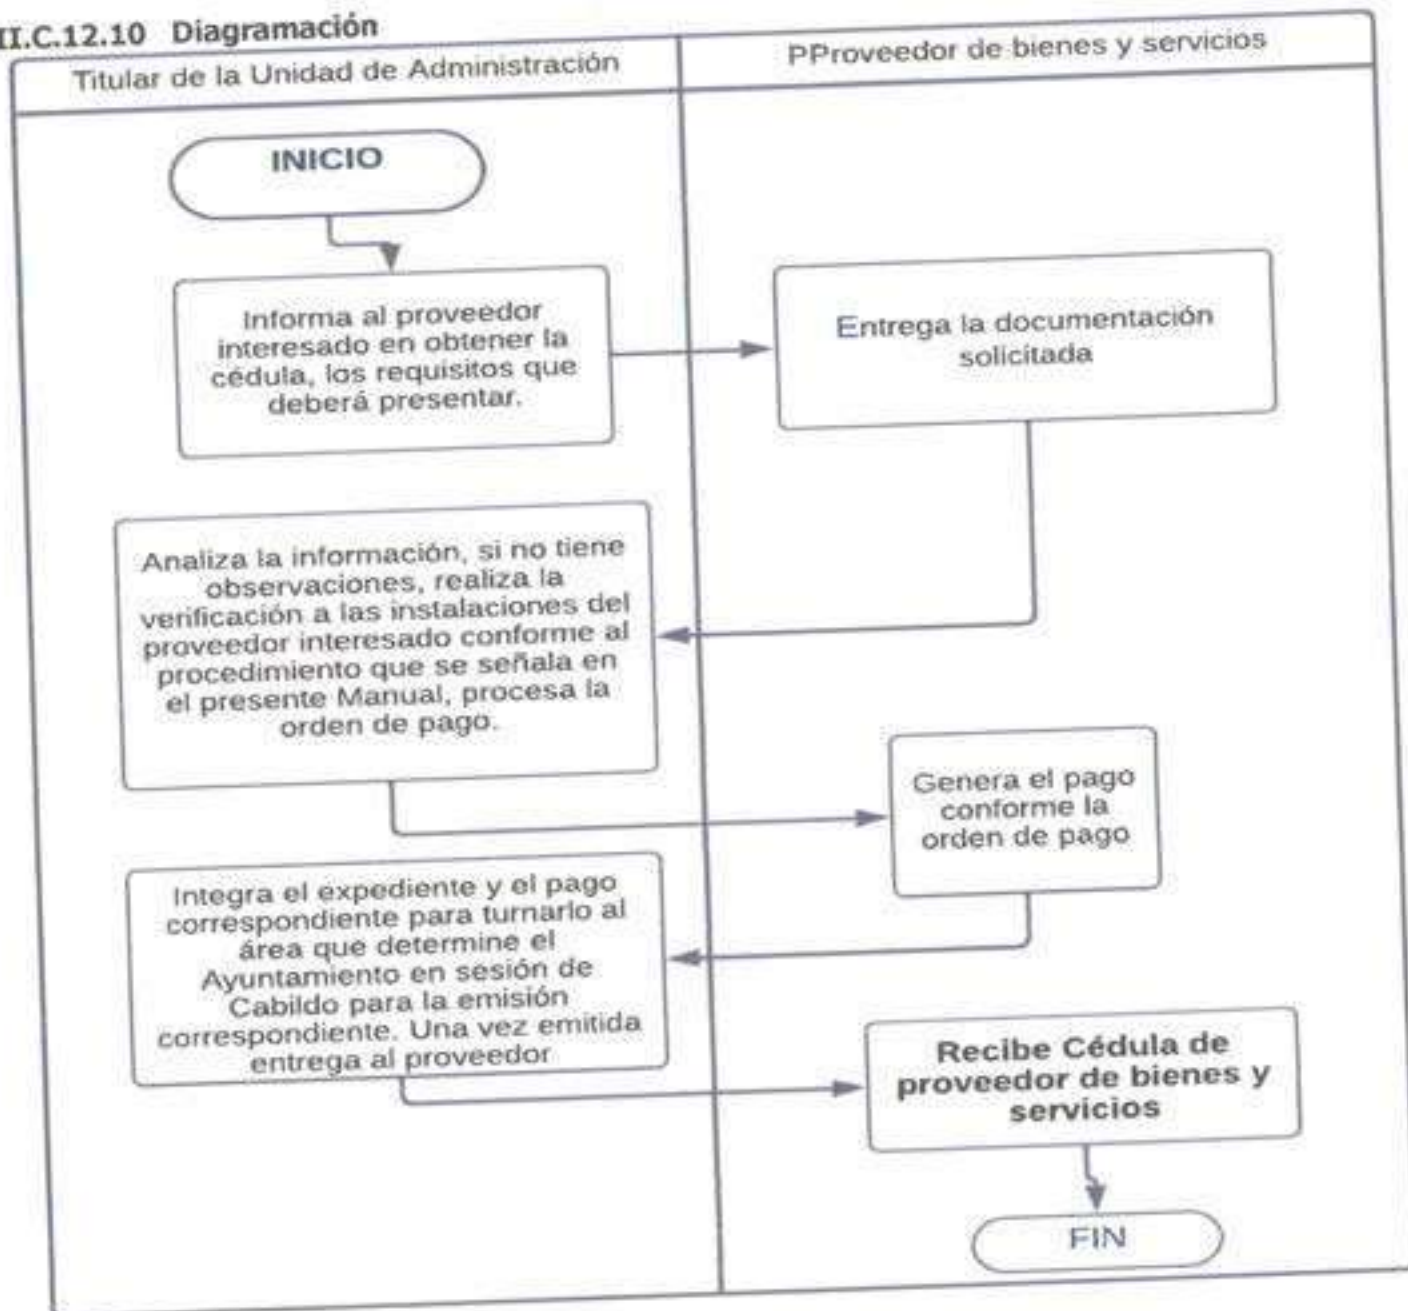 II.C.12.10 Diagramación
Titular de la Unidad de Administración
PProveedor de bienes y servicios
INICIO
Informa al proveedor
interesado en obtener la
cédula, los requisitos que
deberá presentar.
Entrega la documentación
solicitada
Analiza la información, si no tiene
observaciones, realiza la
verificación a las instalaciones del
proveedor interesado conforme al
procedimiento que se señala en
el presente Manual, procesa la
orden de pago.
Genera el pago
conforme la
orden de pago
Integra el expediente y el pago
correspondiente para turnarlo al
área que determine el
Ayuntamiento en sesión de
Cabildo para la emisión
correspondiente. Una vez emitida
entrega al proveedor
Recibe Cédula de
proveedor de bienes y
servicios
FIN